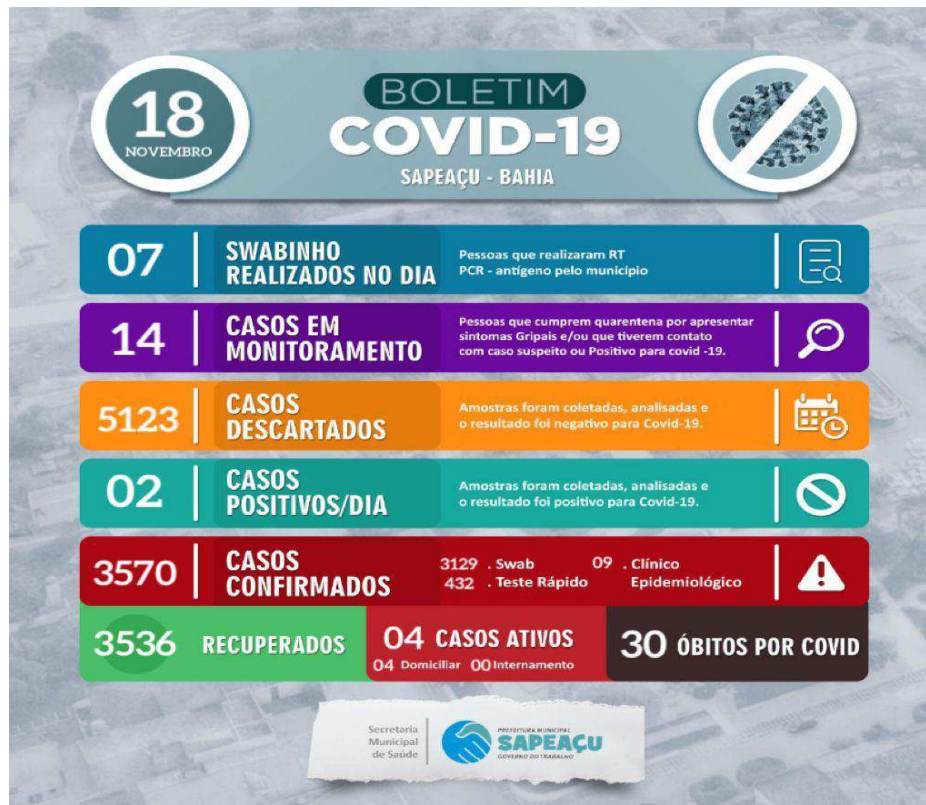 18
NOVEMBRO
BOLETIM
COVID-19
SAPEAÇU - BAHIA
07
SWABINHO
REALIZADOS NO DIA
Pessoas que realizaram RT
PCR - antígeno pelo município
14
CASOS EM
MONITORAMENTO
Pessoas que cumprem quarentena por apresentar
sintomas Gripais e/ou que tiverem contato
com caso suspeito ou Positivo para covid -19.
5123
CASOS
DESCARTADOS
Amostras foram coletadas, analisadas e
o resultado foi negativo para Covid-19.
02
CASOS
POSITIVOS/DIA
Amostras foram coletadas, analisadas e
o resultado foi positivo para Covid-19.
3570
CASOS
CONFIRMADOS
3129 . Swab
432 . Teste Rápido
09 . Clínico
Epidemiológico
3536 RECUPERADOS
04 CASOS ATIVOS
04 Domiciliar 00 Internamento
30 ÓBITOS POR COVID
Secretaria
Municipal
de Saúde
PREFEITURA MUNICIPAL
SAPEAÇU
GOVERNO DO TRABALHO